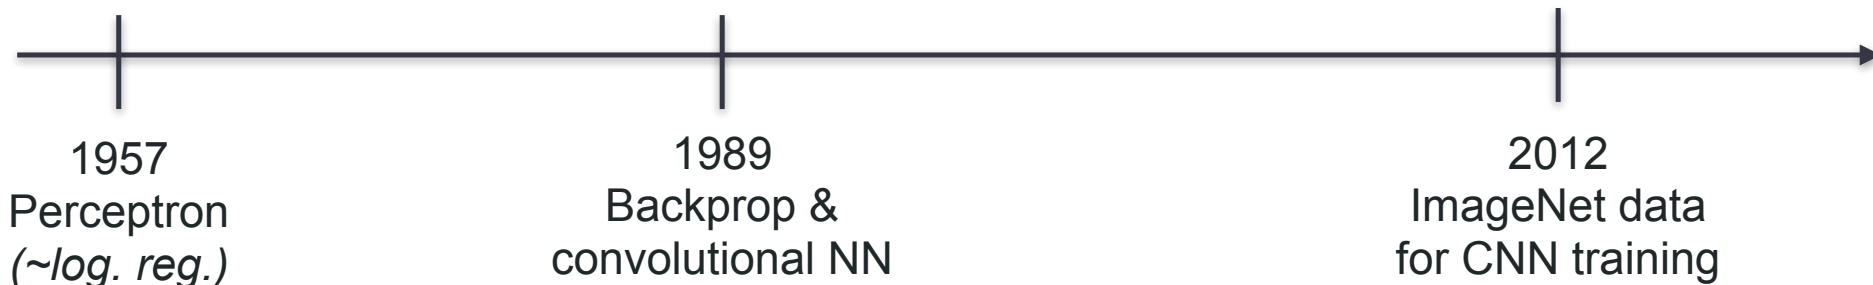 1957
Perceptron
(~log. reg.)
1989
Backprop &
convolutional NN
2012
ImageNet data
for CNN training